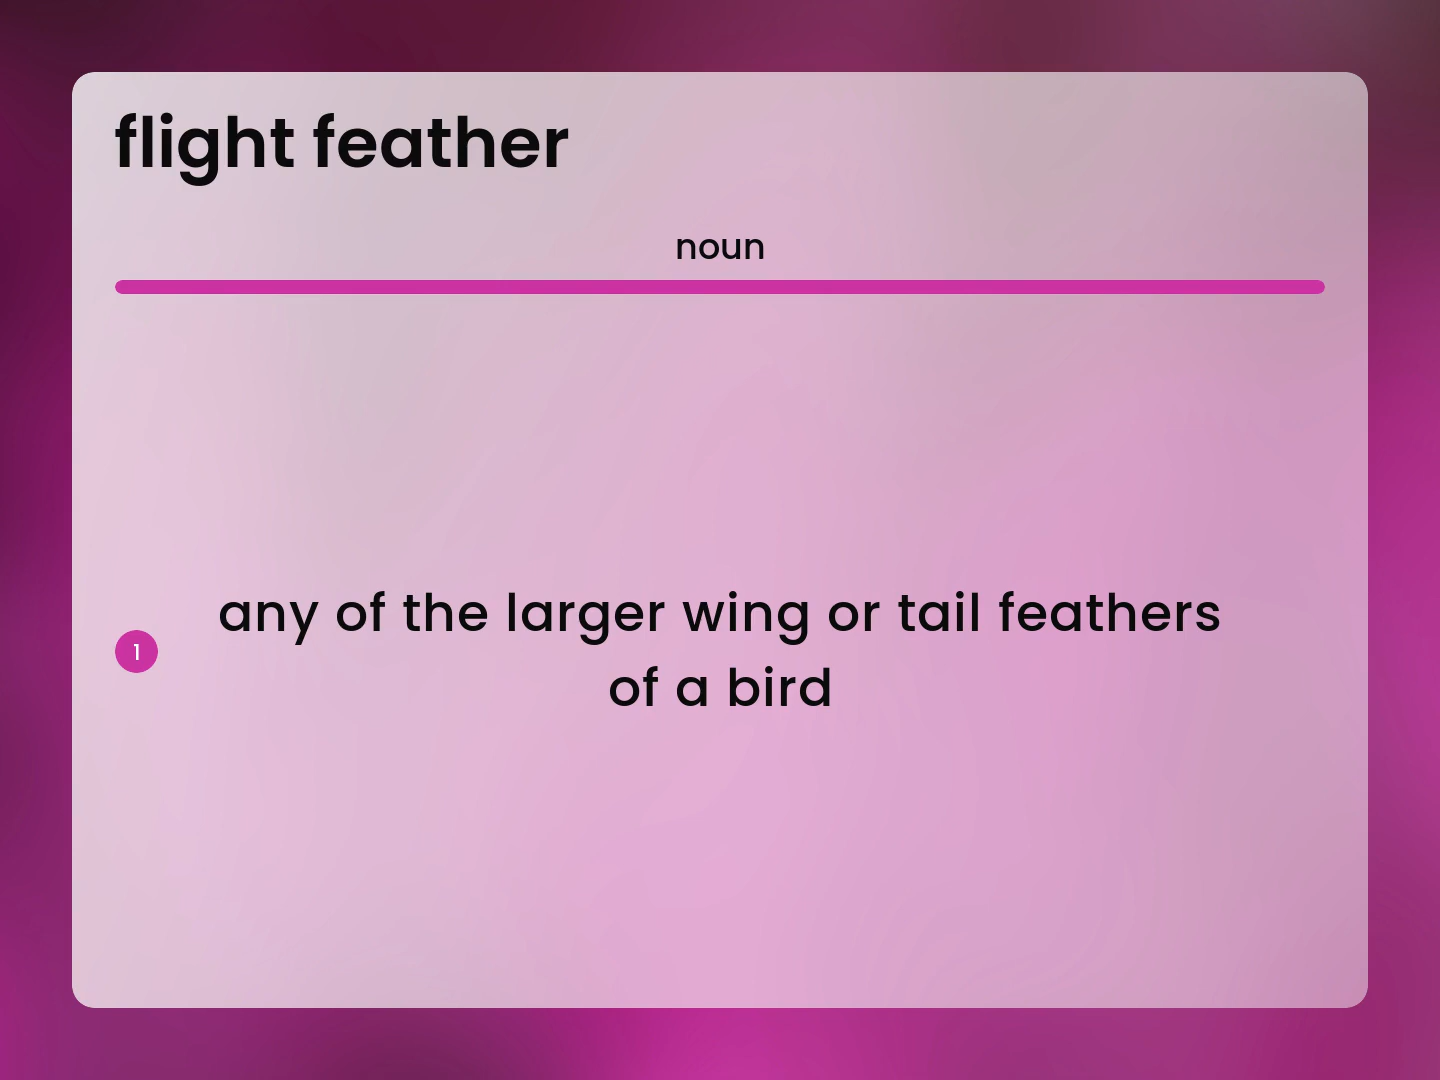 flight feather
noun
1
any of the larger wing or tail feathers
of a bird